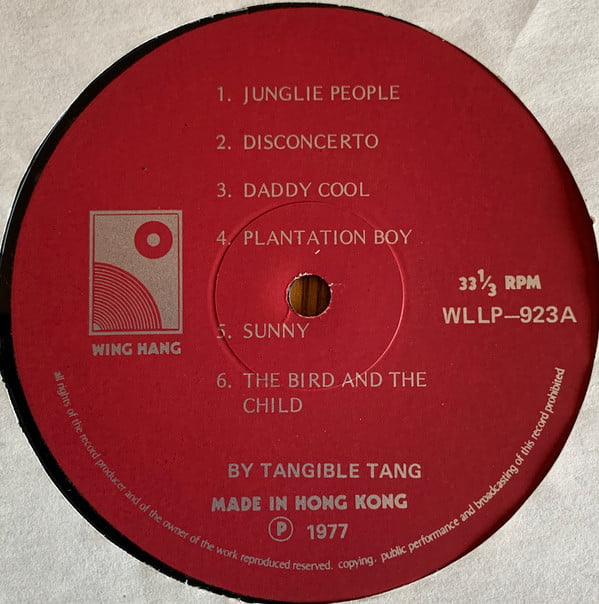 1. JUNGLIE PEOPLE
2. DISCONCERTO
3. DADDY COOL
4. PLANTATION BOY
33⅓ RPM
WLLP—923A
WING HANG
5. SUNNY
6. THE BIRD AND THE
CHILD
BY TANGIBLE TANG
MADE IN HONG KONG
Ⓟ 1977
all rights of the record producer and of the owner of the work reproduced reserved. copying, public performance and broadcasting of this record prohibited